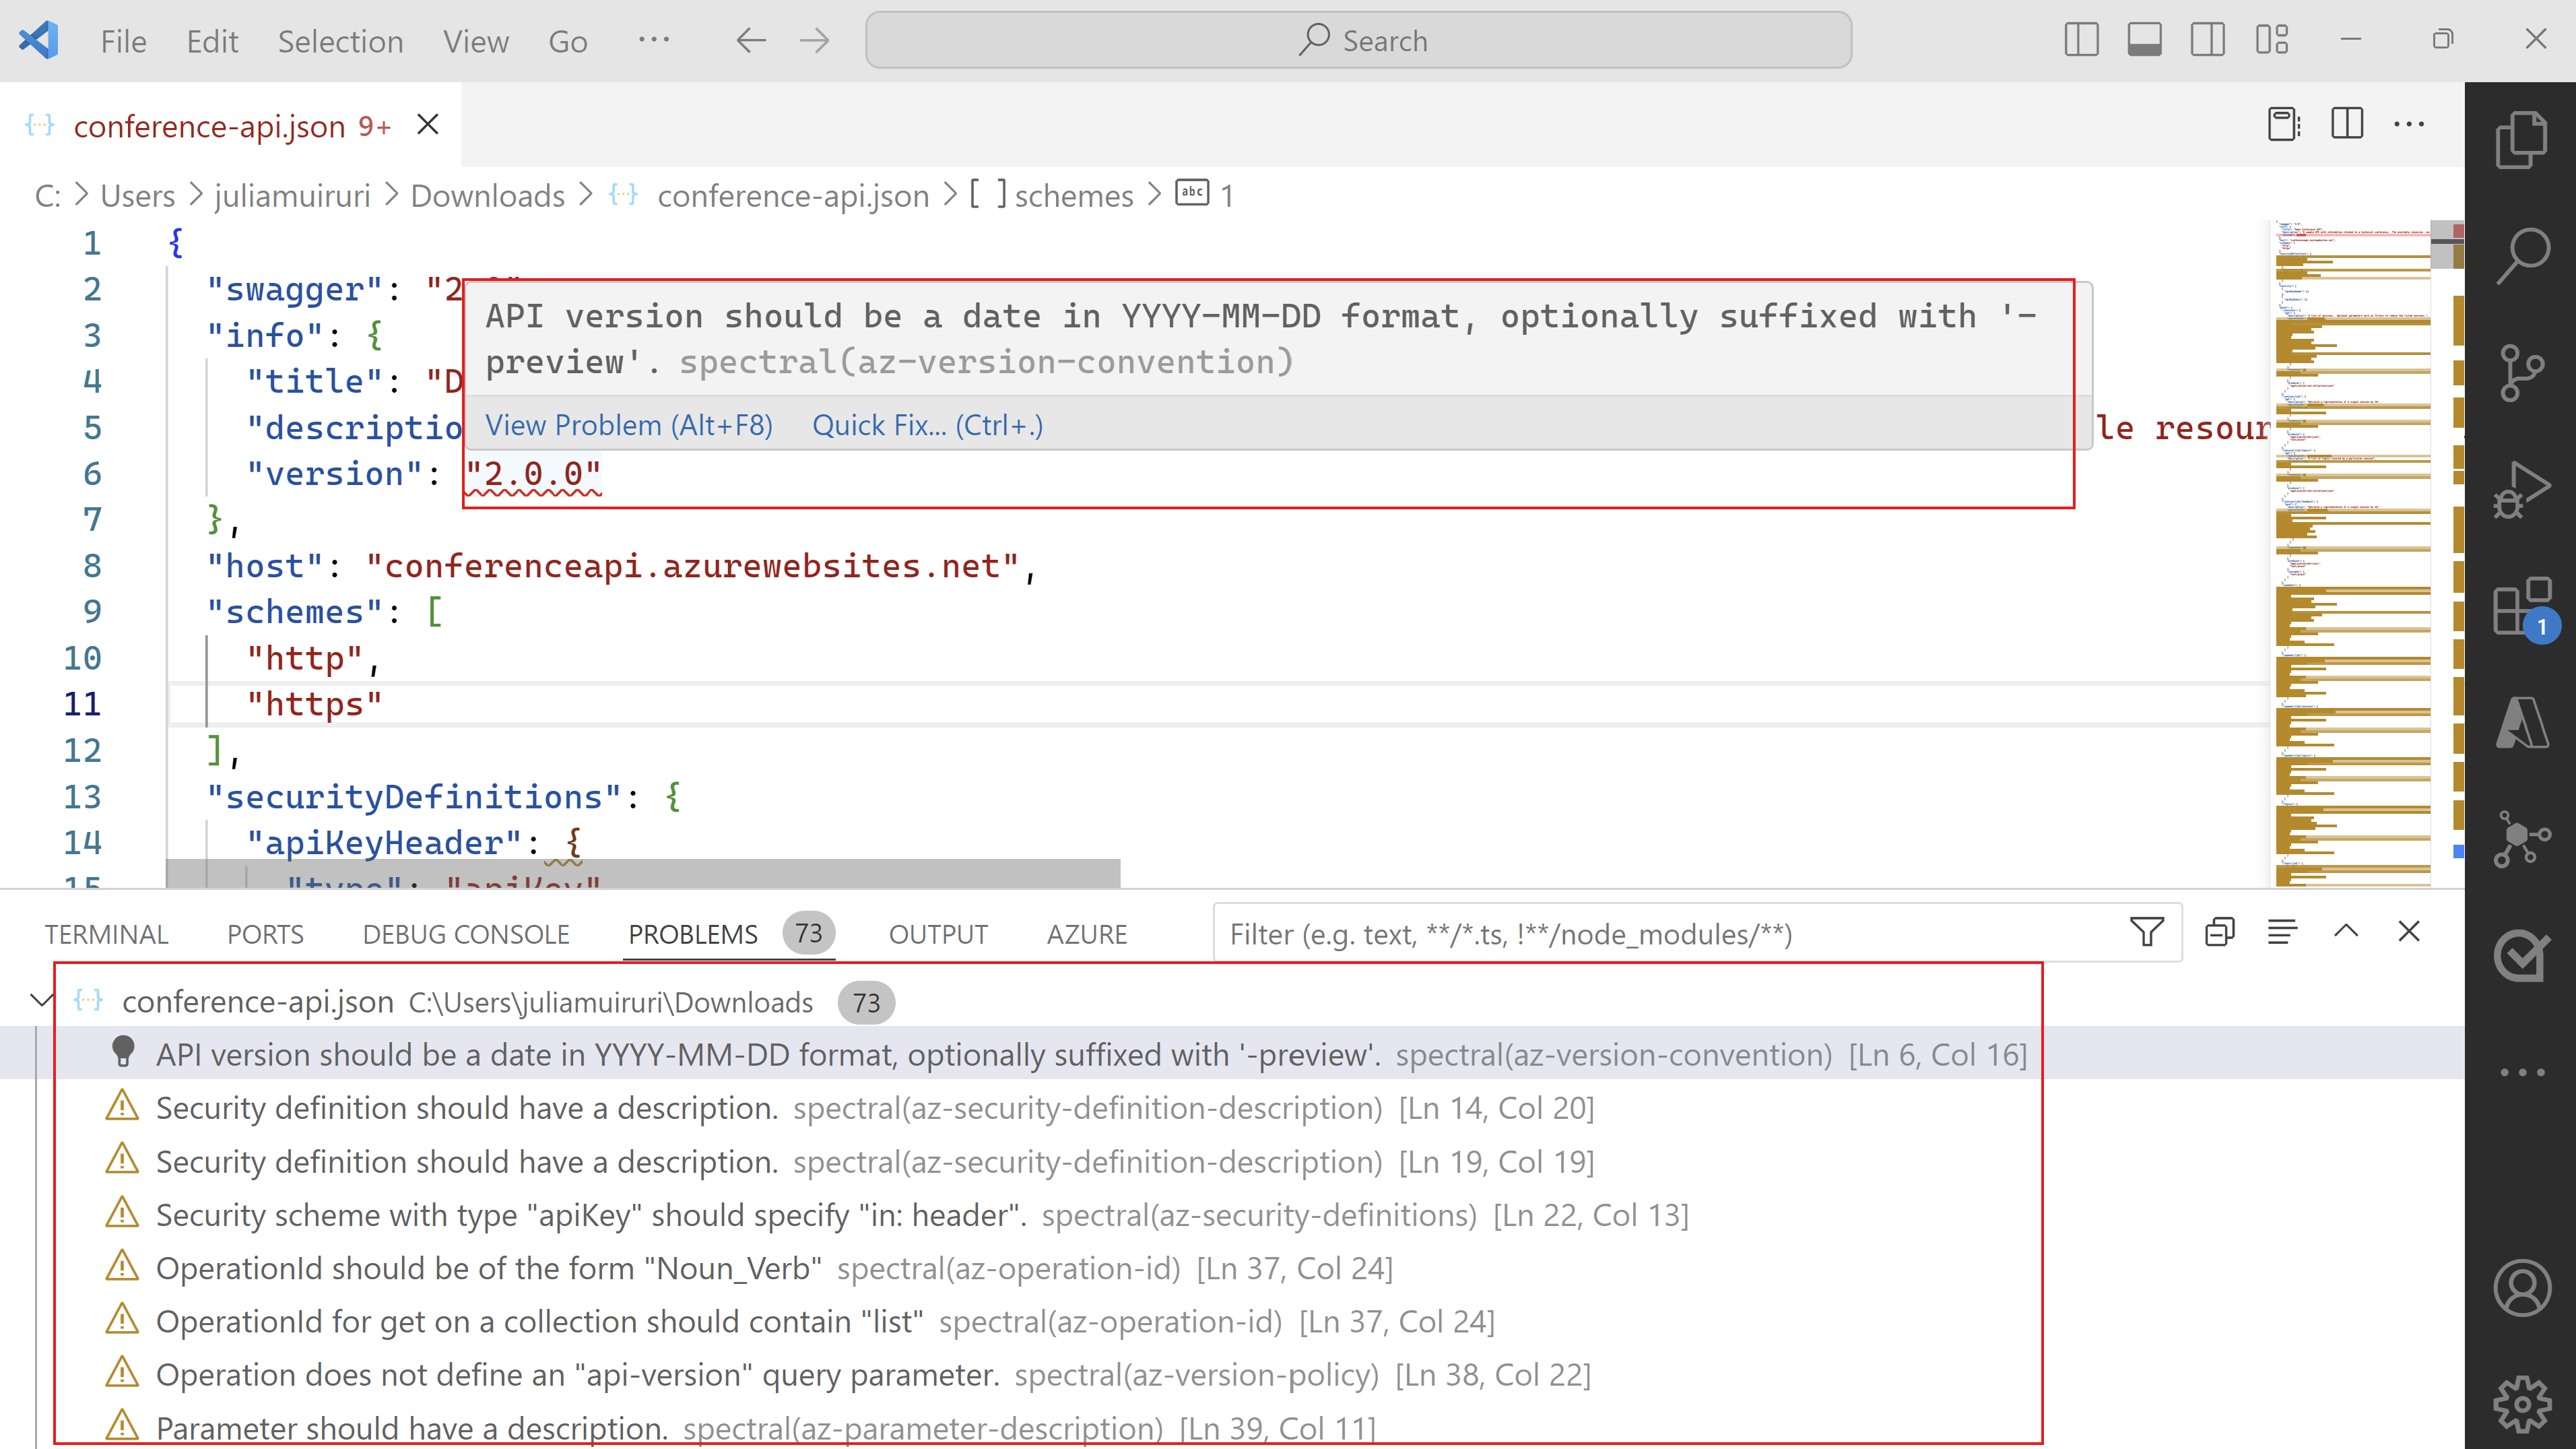 File Edit Selection View Go ··· Search
conference-api.json 9+
C: > Users > juliamuiruri > Downloads > {··} conference-api.json > [ ] schemes > abc 1
1 {
2 "swagger": "2
3 "info": {
API version should be a date in YYYY-MM-DD format, optionally suffixed with '-
preview'. spectral(az-version-convention)
4 "title": "D
View Problem (Alt+F8) Quick Fix... (Ctrl+.)
5 "descriptio le resour
6 "version": "2.0.0"
7 },
8 "host": "conferenceapi.azurewebsites.net",
9 "schemes": [
10 "http",
11 "https"
12 ],
13 "securityDefinitions": {
14 "apiKeyHeader": {
15 "type": "apiKey"
1
TERMINAL PORTS DEBUG CONSOLE PROBLEMS 73 OUTPUT AZURE Filter (e.g. text, **/*.ts, !**/node_modules/**)
conference-api.json C:\Users\juliamuiruri\Downloads 73
API version should be a date in YYYY-MM-DD format, optionally suffixed with '-preview'. spectral(az-version-convention) [Ln 6, Col 16]
Security definition should have a description. spectral(az-security-definition-description) [Ln 14, Col 20]
Security definition should have a description. spectral(az-security-definition-description) [Ln 19, Col 19]
Security scheme with type "apiKey" should specify "in: header". spectral(az-security-definitions) [Ln 22, Col 13]
OperationId should be of the form "Noun_Verb" spectral(az-operation-id) [Ln 37, Col 24]
OperationId for get on a collection should contain "list" spectral(az-operation-id) [Ln 37, Col 24]
Operation does not define an "api-version" query parameter. spectral(az-version-policy) [Ln 38, Col 22]
Parameter should have a description. spectral(az-parameter-description) [Ln 39, Col 11]